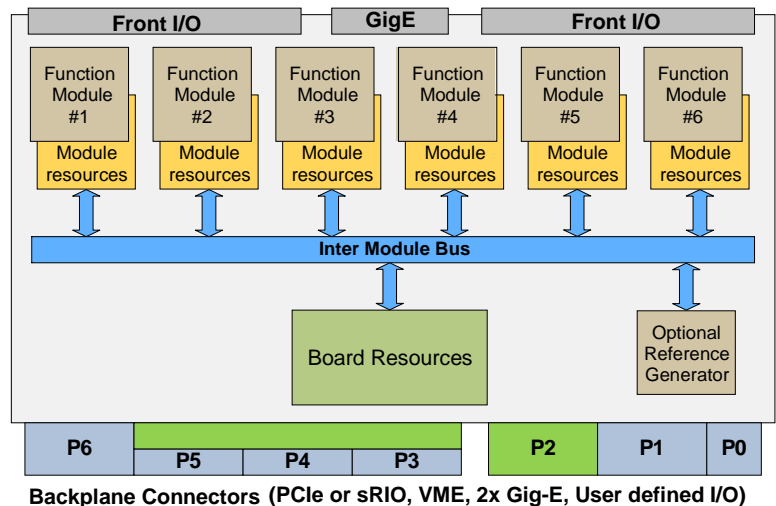 Front I/O
GigE
Front I/O
Function
Module
#1
Module
resources
Function
Module
#2
Module
resources
Function
Module
#3
Module
resources
Function
Module
#4
Module
resources
Function
Module
#5
Module
resources
Function
Module
#6
Module
resources
Inter Module Bus
Board Resources
Optional
Reference
Generator
P6
P5
P4
P3
P2
P1
P0
Backplane Connectors (PCIe or sRIO, VME, 2x Gig-E, User defined I/O)